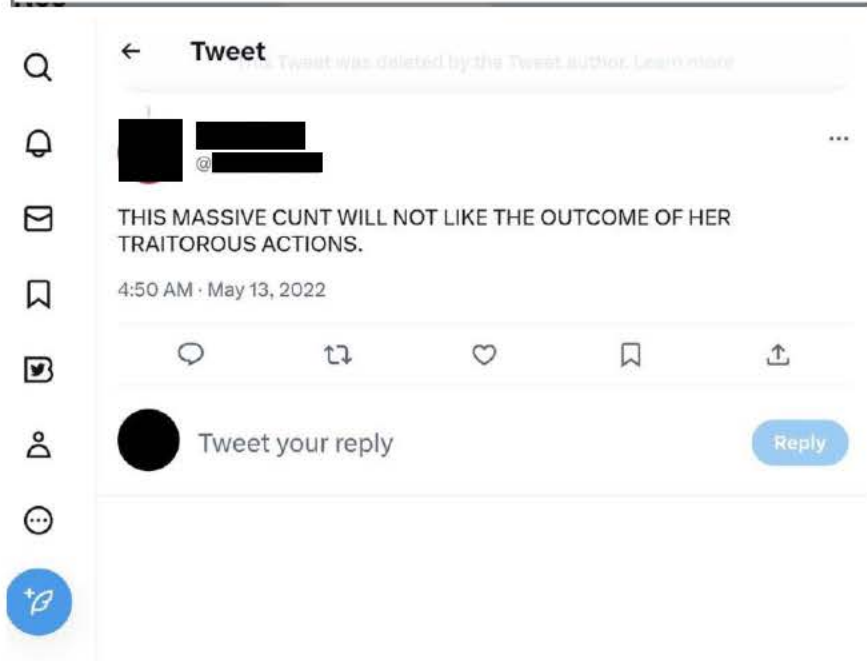 Tweet
This Tweet was deleted by the Tweet author. Learn more
@
THIS MASSIVE CUNT WILL NOT LIKE THE OUTCOME OF HER
TRAITOROUS ACTIONS.
4:50 AM · May 13, 2022
Tweet your reply
Reply